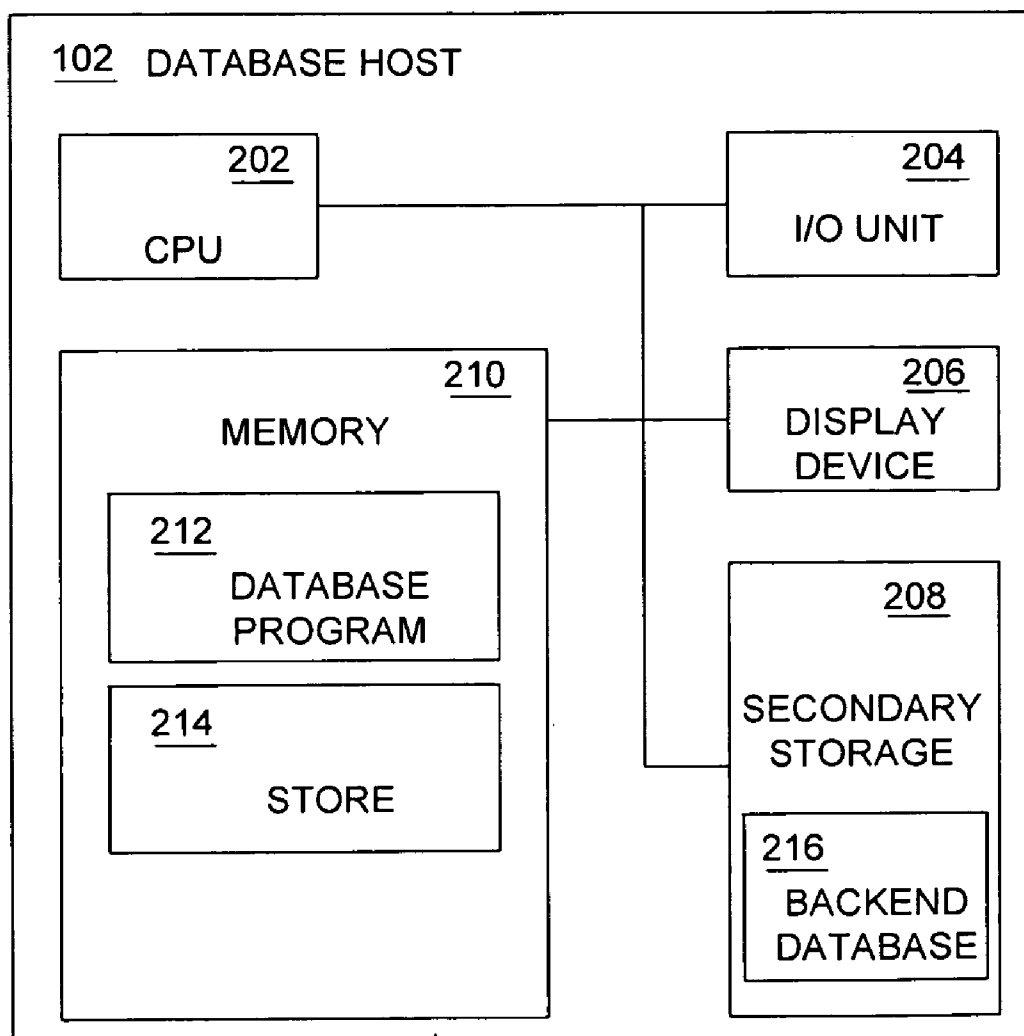 102 DATABASE HOST
202
CPU
204
I/O UNIT
210
MEMORY
206
DISPLAY
DEVICE
212
DATABASE
PROGRAM
214
STORE
208
SECONDARY
STORAGE
216
BACKEND
DATABASE